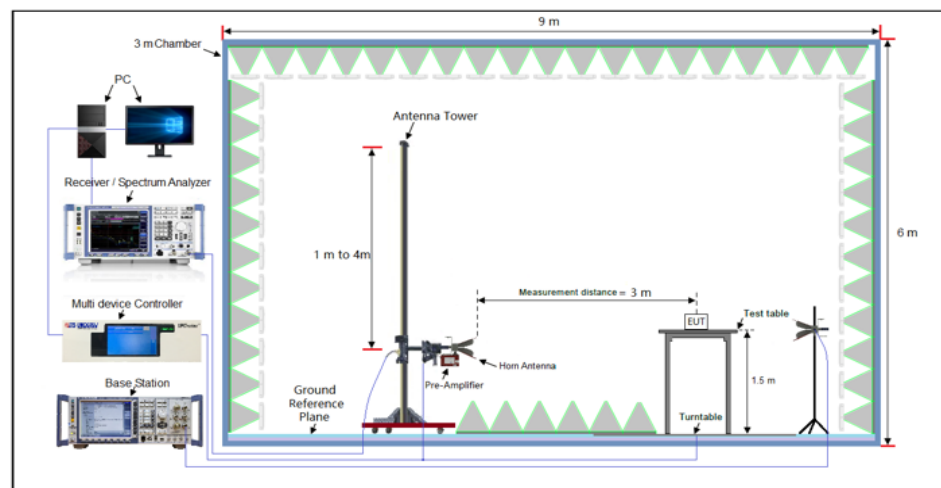 9 m
3 m Chamber
PC
Antenna Tower
Receiver / Spectrum Analyzer
1 m to 4m
6 m
Measurement distance = 3 m
Multi device Controller
EUT
Test table
Horn Antenna
Pre-Amplifier
1.5 m
Base Station
Ground
Reference
Plane
Turntable